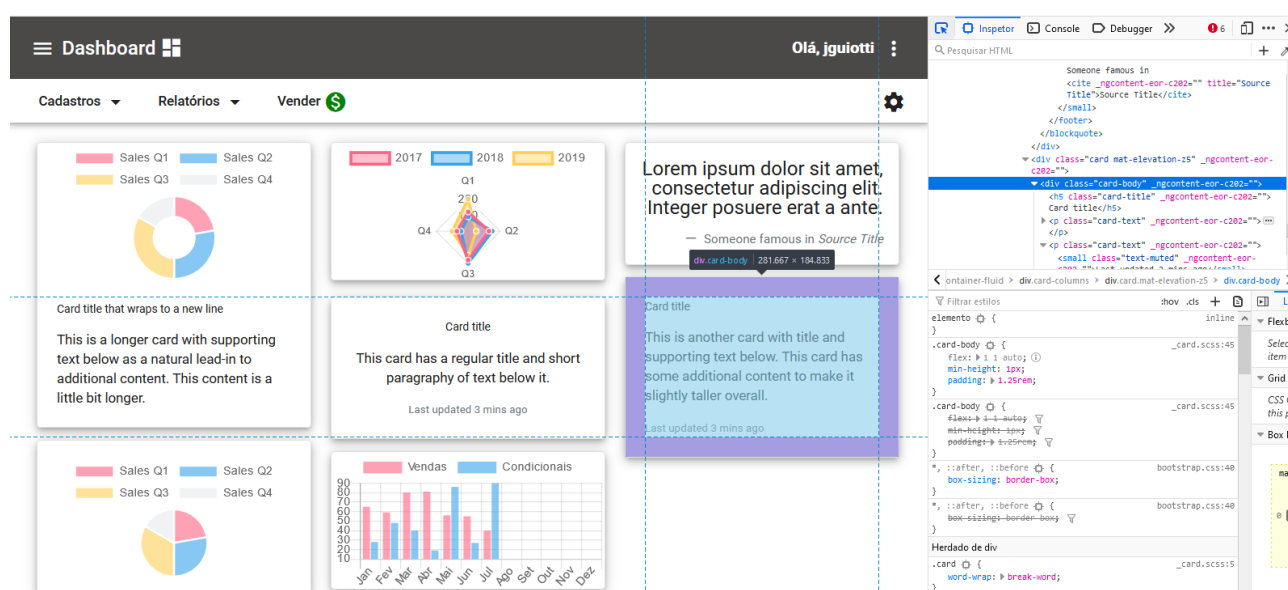 Dashboard
Olá, jguiotti
Cadastros
Relatórios
Vender
Sales Q1
Sales Q2
Sales Q3
Sales Q4
Card title that wraps to a new line
This is a longer card with supporting
text below as a natural lead-in to
additional content. This content is a
little bit longer.
Sales Q1
Sales Q2
Sales Q3
Sales Q4
2017
2018
2019
Q1
Q4
Q2
Q3
Card title
This card has a regular title and short
paragraphy of text below it.
Last updated 3 mins ago
Vendas
Condicionais
90
80
70
60
50
40
30
20
10
Jan
Fev
Mar
Abr
Mai
Jun
Jul
Ago
Set
Out
Nov
Dez
Lorem ipsum dolor sit amet,
consectetur adipiscing elit.
Integer posuere erat a ante.
— Someone famous in Source Title
div.card-body 281.667 × 184.833
Card title
This is another card with title and
supporting text below. This card has
some additional content to make it
slightly taller overall.
Last updated 3 mins ago
Inspetor
Console
Debugger
6
Pesquisar HTML
Someone famous in
<cite _ngcontent-eor-c202="" title="Source
Title">Source Title</cite>
</small>
</footer>
</blockquote>
</div>
<div class="card mat-elevation-z5" _ngcontent-eor-
c202="">
<div class="card-body" _ngcontent-eor-c202="">
<h5 class="card-title" _ngcontent-eor-c202="">
Card title</h5>
<p class="card-text" _ngcontent-eor-c202="">
</p>
<p class="card-text" _ngcontent-eor-c202="">
<small class="text-muted" _ngcontent-eor-
ontainer-fluid > div.card-columns > div.card.mat-elevation-z5 > div.card-body
Filtrar estilos
:hov .cls
elemento {
inline
}
.card-body {
_card.scss:45
flex: 1 1 auto;
min-height: 1px;
padding: 1.25rem;
}
.card-body {
_card.scss:45
flex: 1 1 auto;
min-height: 1px;
padding: 1.25rem;
}
*, ::after, ::before {
bootstrap.css:40
box-sizing: border-box;
}
*, ::after, ::before {
bootstrap.css:40
box-sizing: border-box;
}
Herdado de div
.card {
_card.scss:5
word-wrap: break-word;
}
Flexb
Selec
item
Grid
CSS
this p
Box
ma